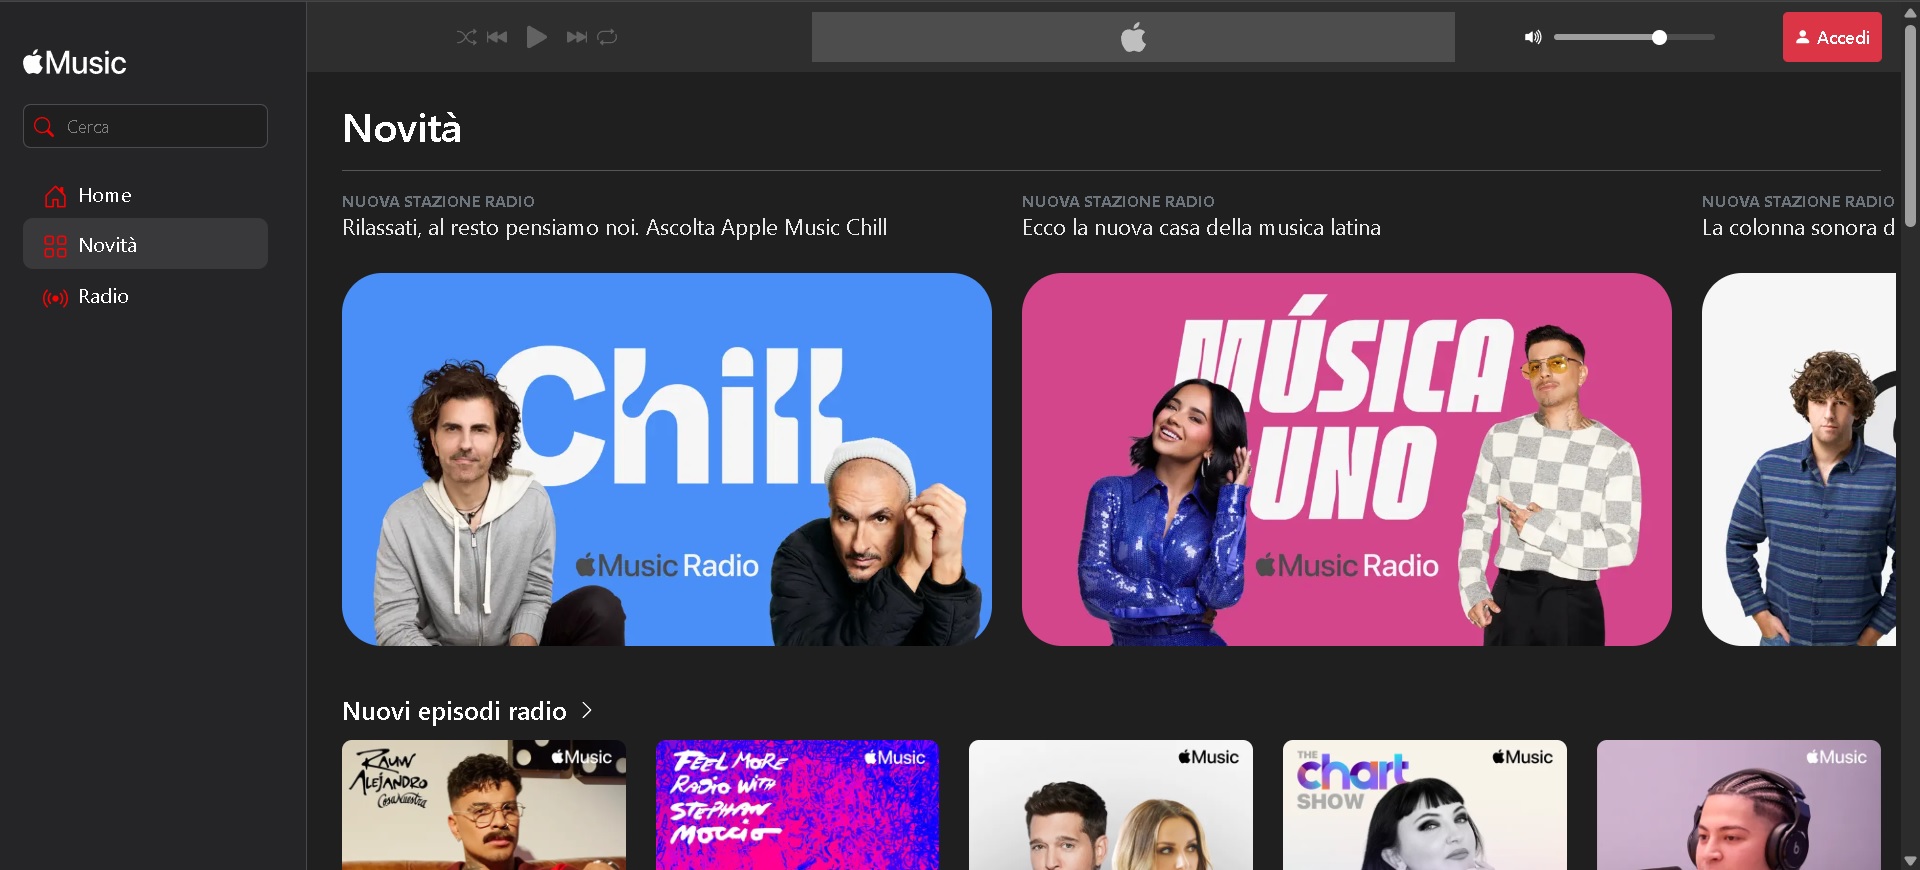 Music
Accedi
Cerca
Home
Novità
Radio
Novità
NUOVA STAZIONE RADIO
Rilassati, al resto pensiamo noi. Ascolta Apple Music Chill
NUOVA STAZIONE RADIO
Ecco la nuova casa della musica latina
NUOVA STAZIONE RADIO
La colonna sonora d
Chill
Music Radio
MÚSICA
UNO
Music Radio
Nuovi episodi radio
RAUW
ALEJANDRO
Cosa Nuestra
Music
FEEL MORE
RADIO WITH
STEPHAN
MOCCIO
Music
Music
THE
chart
SHOW
Music
Music